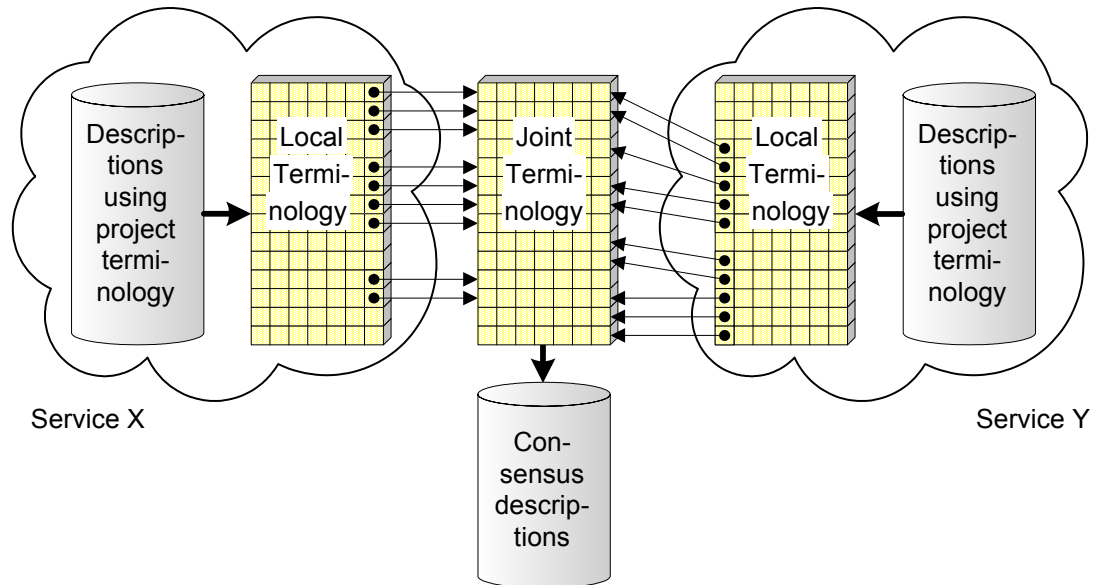 Descrip-
tions
using
project
termi-
nology
Local
Termi-
nology
Joint
Termi-
nology
Local
Termi-
nology
Descrip-
tions
using
project
termi-
nology
Service X
Service Y
Con-
sensus
descrip-
tions